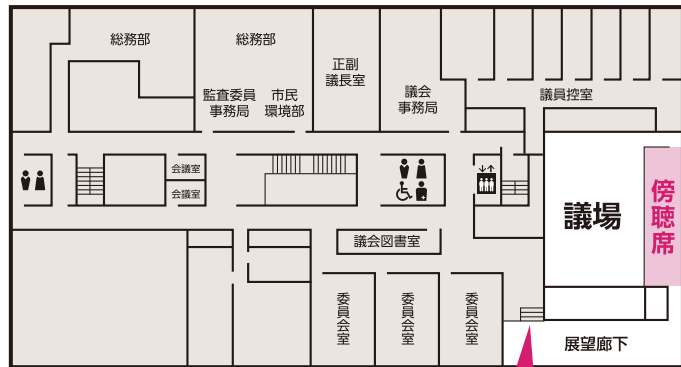 総務部
総務部
監査委員
事務局
市民
環境部
正副
議長室
議会
事務局
議員控室
会議室
会議室
議場
傍聴席
議会図書室
委員会室
委員会室
委員会室
展望廊下